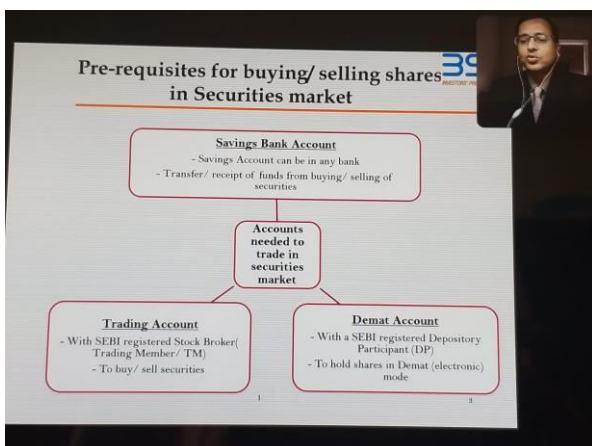 Pre-requisites for buying/ selling shares
in Securities market
Savings Bank Account
- Savings Account can be in any bank
- Transfer/ receipt of funds from buying/ selling of
securities
Accounts
needed to
trade in
securities
market
Trading Account
- With SEBI registered Stock Broker(
Trading Member/ TM)
- To buy/ sell securities
Demat Account
- With a SEBI registered Depository
Participant (DP)
- To hold shares in Demat (electronic)
mode
1